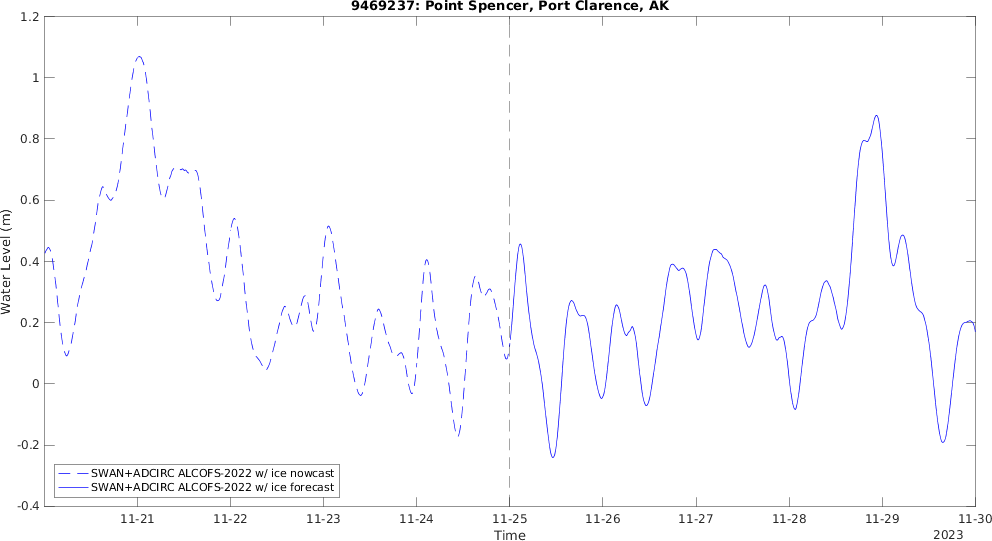 9469237: Point Spencer, Port Clarence, AK
1.2
1
0.8
0.6
0.4
0.2
0
-0.2
-0.4
Water Level (m)
SWAN+ADCIRC ALCOFS-2022 w/ ice nowcast
SWAN+ADCIRC ALCOFS-2022 w/ ice forecast
11-21 11-22 11-23 11-24 11-25 11-26 11-27 11-28 11-29 11-30
Time
2023